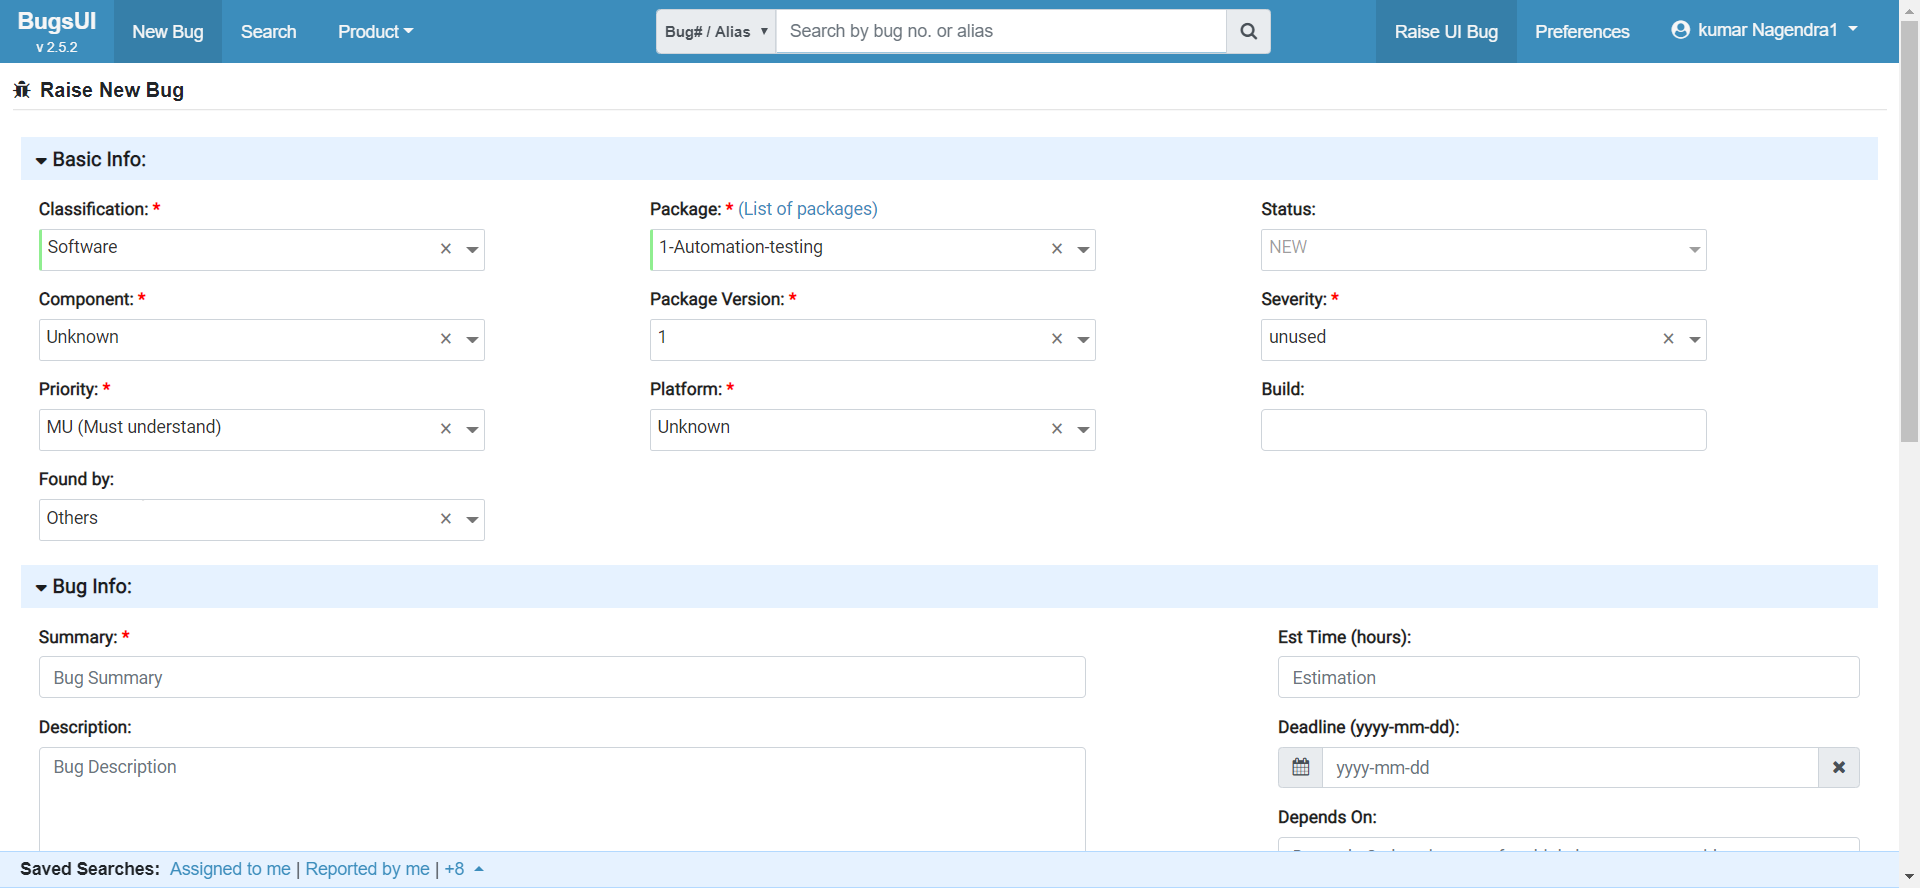 BugsUI
v 2.5.2
New Bug
Search
Product
Bug# / Alias
Search by bug no. or alias
Raise UI Bug
Preferences
kumar Nagendra1
Raise New Bug
Basic Info:
Classification: *
Package: * (List of packages)
Status:
Software
1-Automation-testing
NEW
Component: *
Package Version: *
Severity: *
Unknown
1
unused
Priority: *
Platform: *
Build:
MU (Must understand)
Unknown
Found by:
Others
Bug Info:
Summary: *
Est Time (hours):
Bug Summary
Estimation
Description:
Deadline (yyyy-mm-dd):
Bug Description
yyyy-mm-dd
Depends On:
Saved Searches: Assigned to me | Reported by me | +8